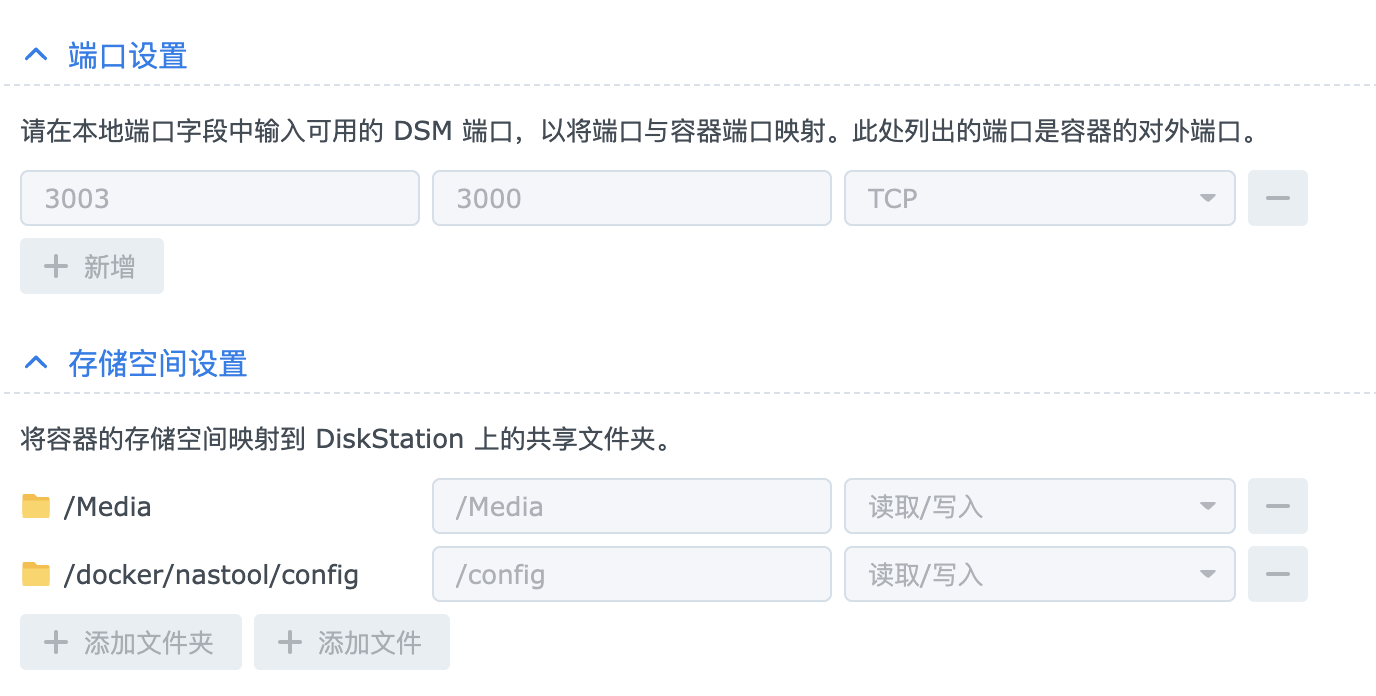 端口设置
请在本地端口字段中输入可用的 DSM 端口，以将端口与容器端口映射。此处列出的端口是容器的对外端口。
3003 3000 TCP
新增
存储空间设置
将容器的存储空间映射到 DiskStation 上的共享文件夹。
/Media /Media 读取/写入
/docker/nastool/config /config 读取/写入
添加文件夹 添加文件